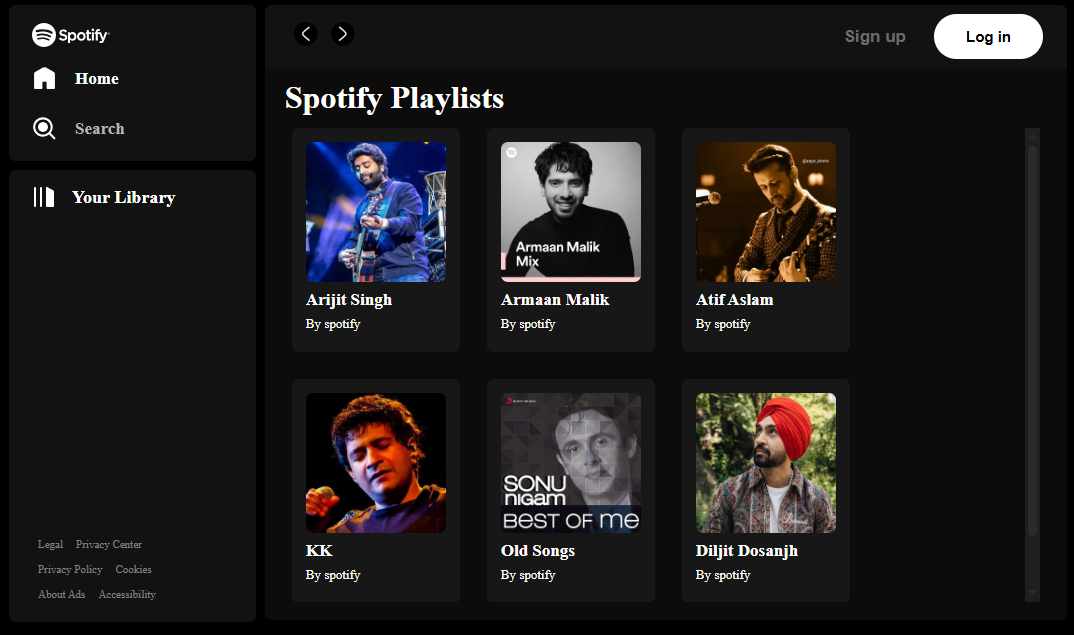 Spotify
Home
Search
Your Library
Legal Privacy Center
Privacy Policy Cookies
About Ads Accessibility
Sign up Log in
Spotify Playlists
Armaan Malik
Mix
Arijit Singh
By spotify
Armaan Malik
By spotify
Atif Aslam
By spotify
SONU
NIGAM
BEST OF ME
KK
By spotify
Old Songs
By spotify
Diljit Dosanjh
By spotify